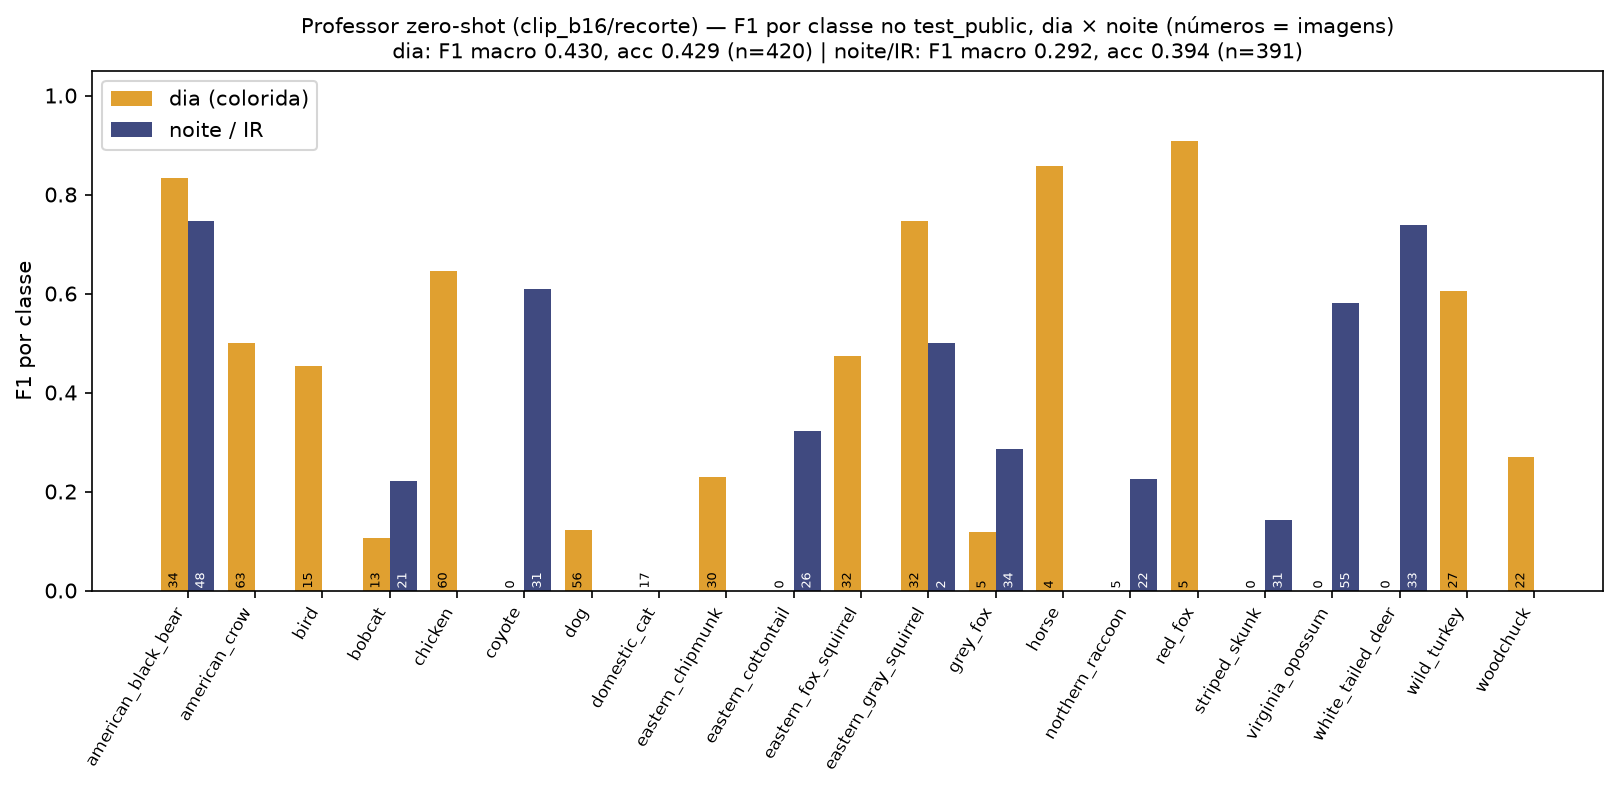 Professor zero-shot (clip_b16/recorte) — F1 por classe no test_public, dia × noite (números = imagens)
dia: F1 macro 0.430, acc 0.429 (n=420) | noite/IR: F1 macro 0.292, acc 0.394 (n=391)
dia (colorida)
noite / IR
F1 por classe
1.0
0.8
0.6
0.4
0.2
0.0
34 48 63 15 13 21 60 0 31 56 17 30 0 26 32 32 2 5 34 4 5 22 5 0 31 0 55 0 33 27 22
american_black_bear
american_crow
bird
bobcat
chicken
coyote
dog
domestic_cat
eastern_chipmunk
eastern_cottontail
eastern_fox_squirrel
eastern_gray_squirrel
grey_fox
horse
northern_raccoon
red_fox
striped_skunk
virginia_opossum
white_tailed_deer
wild_turkey
woodchuck